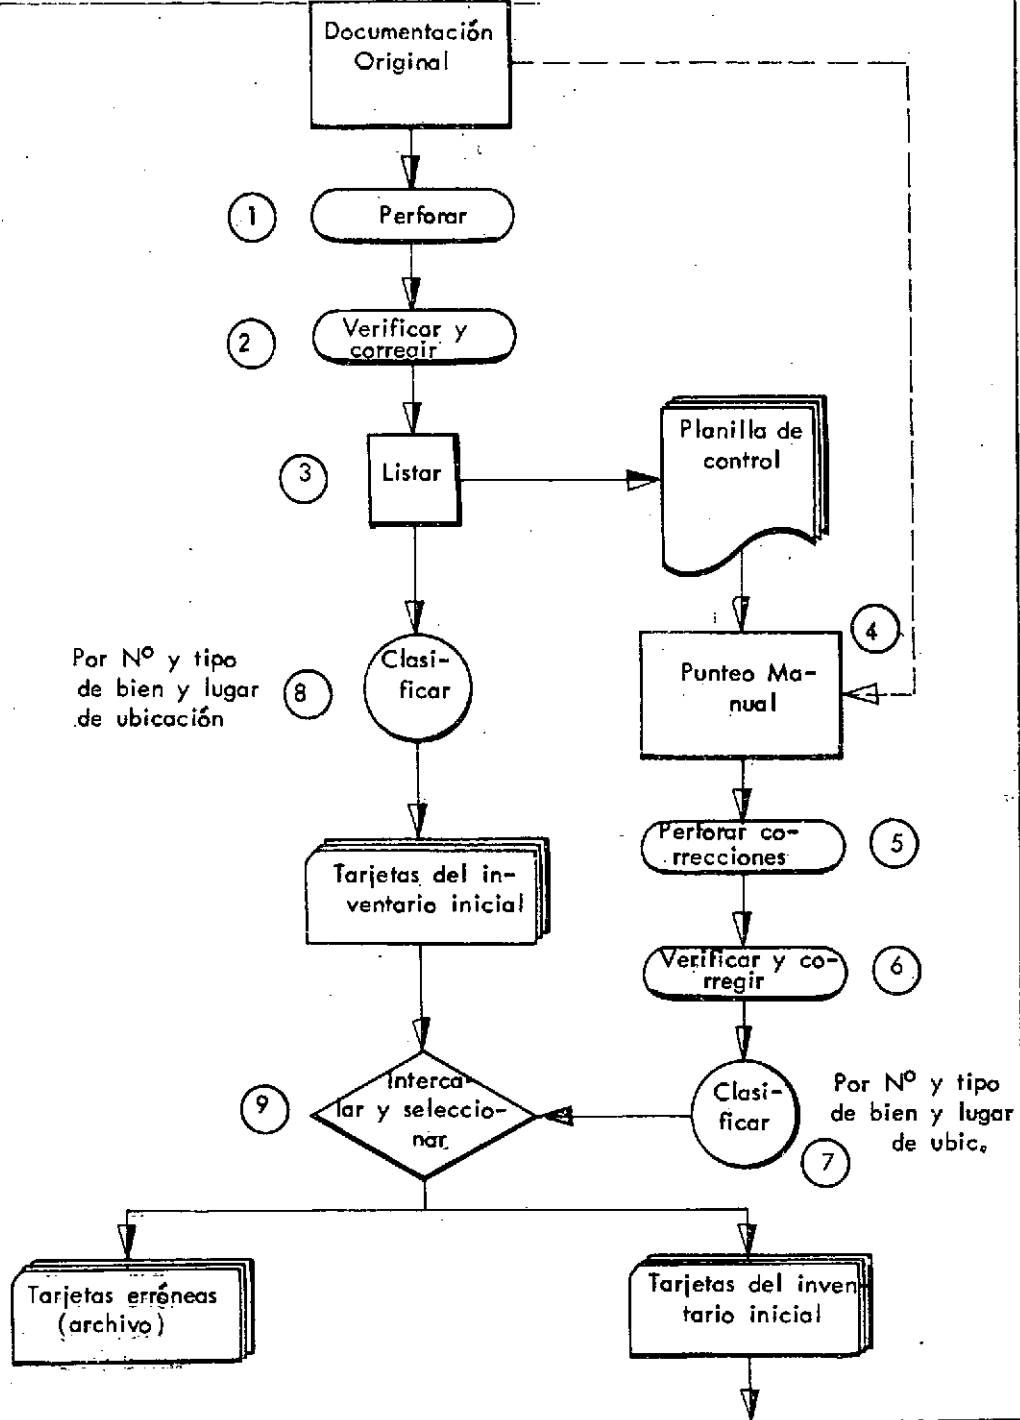 Documentación
Original
1
Perforar
2
Verificar y
corregir
3
Listar
Planilla de
control
4
Punteo Ma-
nual
Por Nº y tipo
de bien y lugar
de ubicación
8
Clasi-
ficar
5
Perforar co-
rrecciones
Tarjetas del in-
ventario inicial
6
Verificar y co-
rregir
9
Interca-
lar y seleccio-
nar
Clasi-
ficar
7
Por Nº y tipo
de bien y lugar
de ubic.
Tarjetas erróneas
(archivo)
Tarjetas del inven-
tario inicial